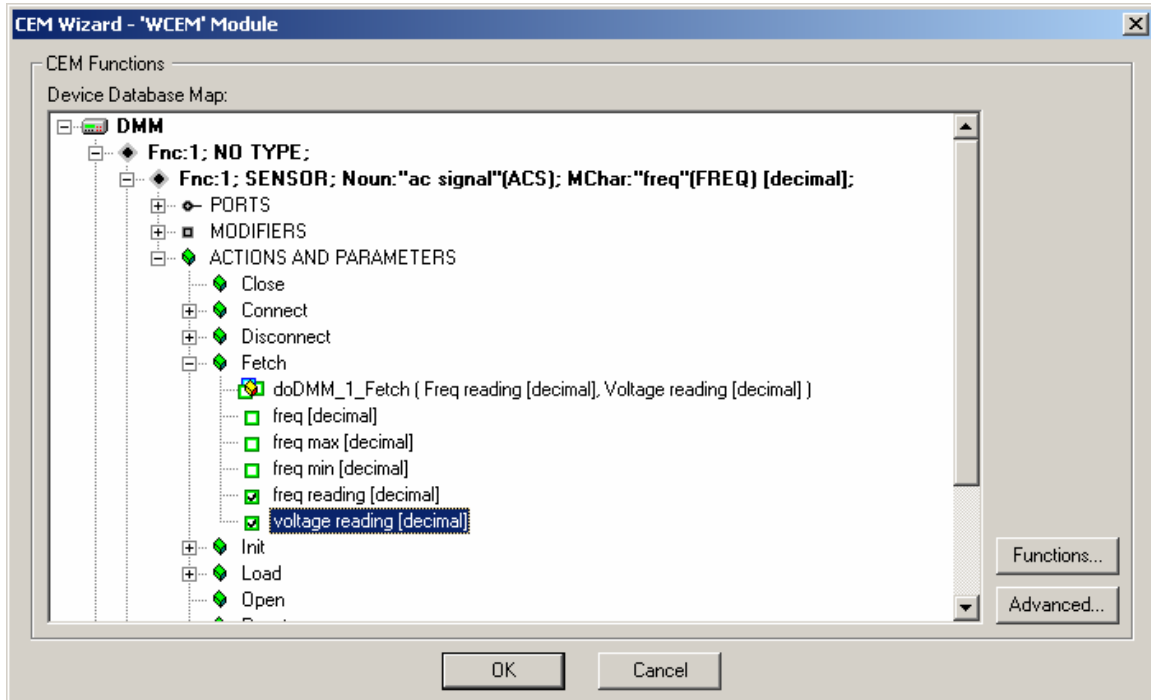 CEM Wizard - 'WCEM' Module
CEM Functions
Device Database Map:
DMM
Fnc:1; NO TYPE;
Fnc:1; SENSOR; Noun:"ac signal"(ACS); MChar:"freq"(FREQ) [decimal];
PORTS
MODIFIERS
ACTIONS AND PARAMETERS
Close
Connect
Disconnect
Fetch
doDMM_1_Fetch ( Freq reading [decimal], Voltage reading [decimal] )
freq [decimal]
freq max [decimal]
freq min [decimal]
freq reading [decimal]
voltage reading [decimal]
Init
Load
Open
Functions...
Advanced...
OK Cancel